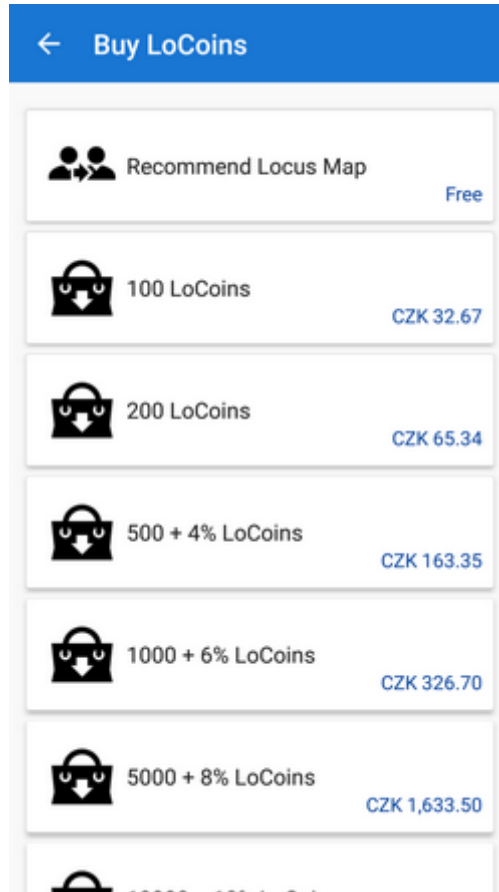 Buy LoCoins
Recommend Locus Map
Free
100 LoCoins
CZK 32.67
200 LoCoins
CZK 65.34
500 + 4% LoCoins
CZK 163.35
1000 + 6% LoCoins
CZK 326.70
5000 + 8% LoCoins
CZK 1,633.50